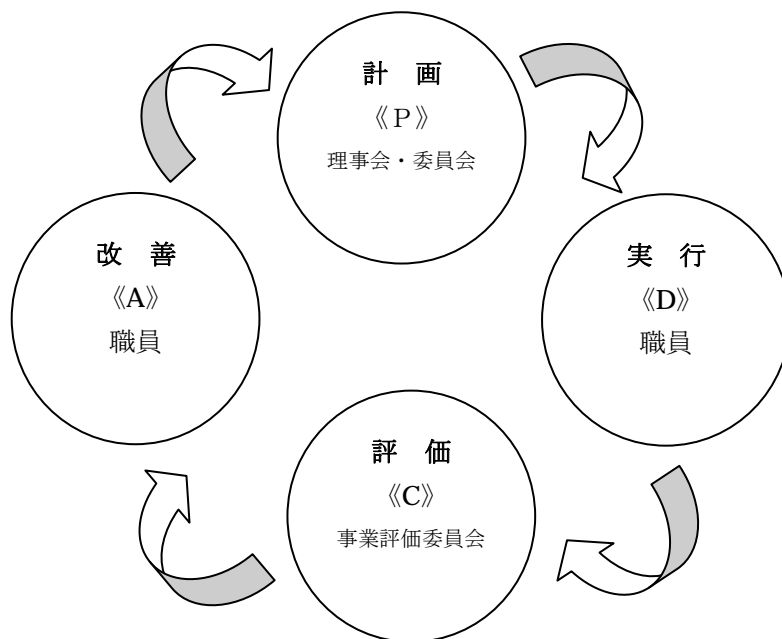 計　画
《Ｐ》
理事会・委員会
改　善
《A》
職員
実　行
《D》
職員
評　価
《C》
事業評価委員会